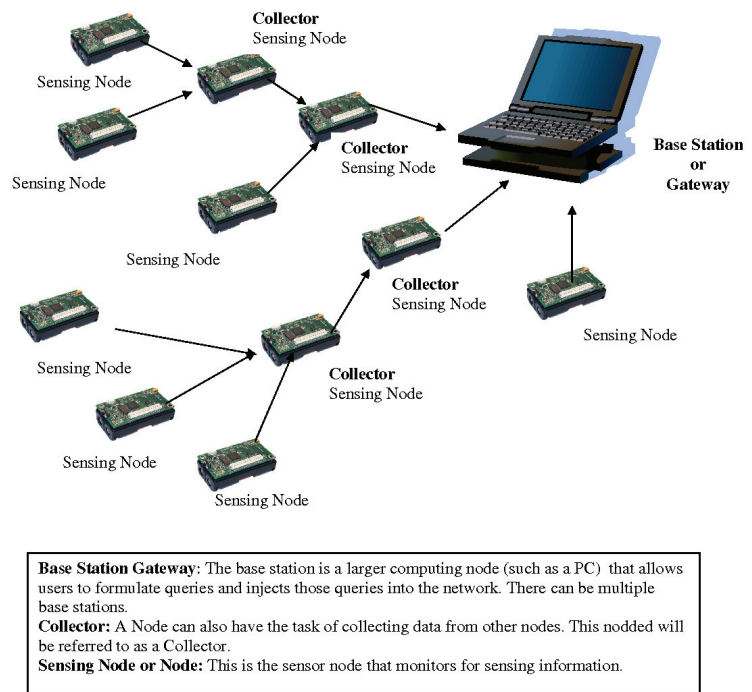 Collector
Sensing Node
Sensing Node
Sensing Node
Collector
Sensing Node
Base Station
or
Gateway
Sensing Node
Collector
Sensing Node
Sensing Node
Sensing Node
Collector
Sensing Node
Sensing Node
Sensing Node
Base Station Gateway: The base station is a larger computing node (such as a PC) that allows
users to formulate queries and injects those queries into the network. There can be multiple
base stations.
Collector: A Node can also have the task of collecting data from other nodes. This nodded will
be referred to as a Collector.
Sensing Node or Node: This is the sensor node that monitors for sensing information.